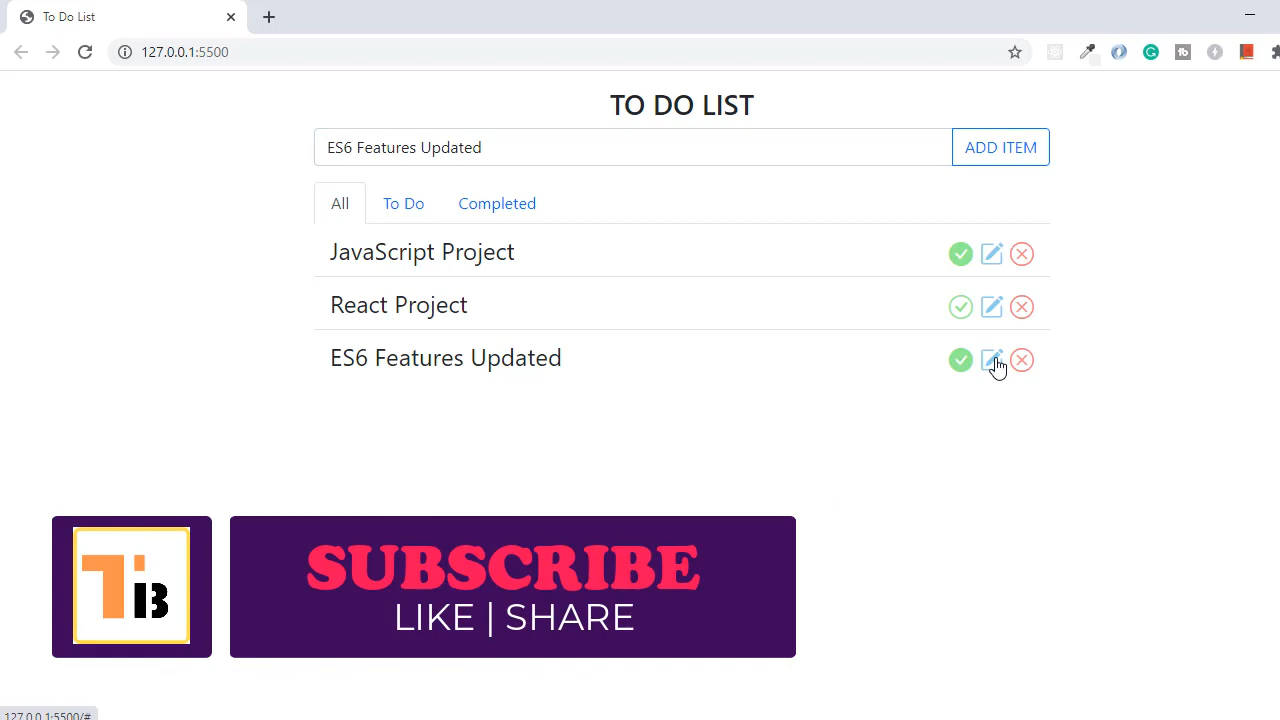 To Do List
127.0.0.1:5500
TO DO LIST
ES6 Features Updated
ADD ITEM
All
To Do
Completed
JavaScript Project
React Project
ES6 Features Updated
TiB
SUBSCRIBE
LIKE | SHARE
127.0.0.1:5500/#